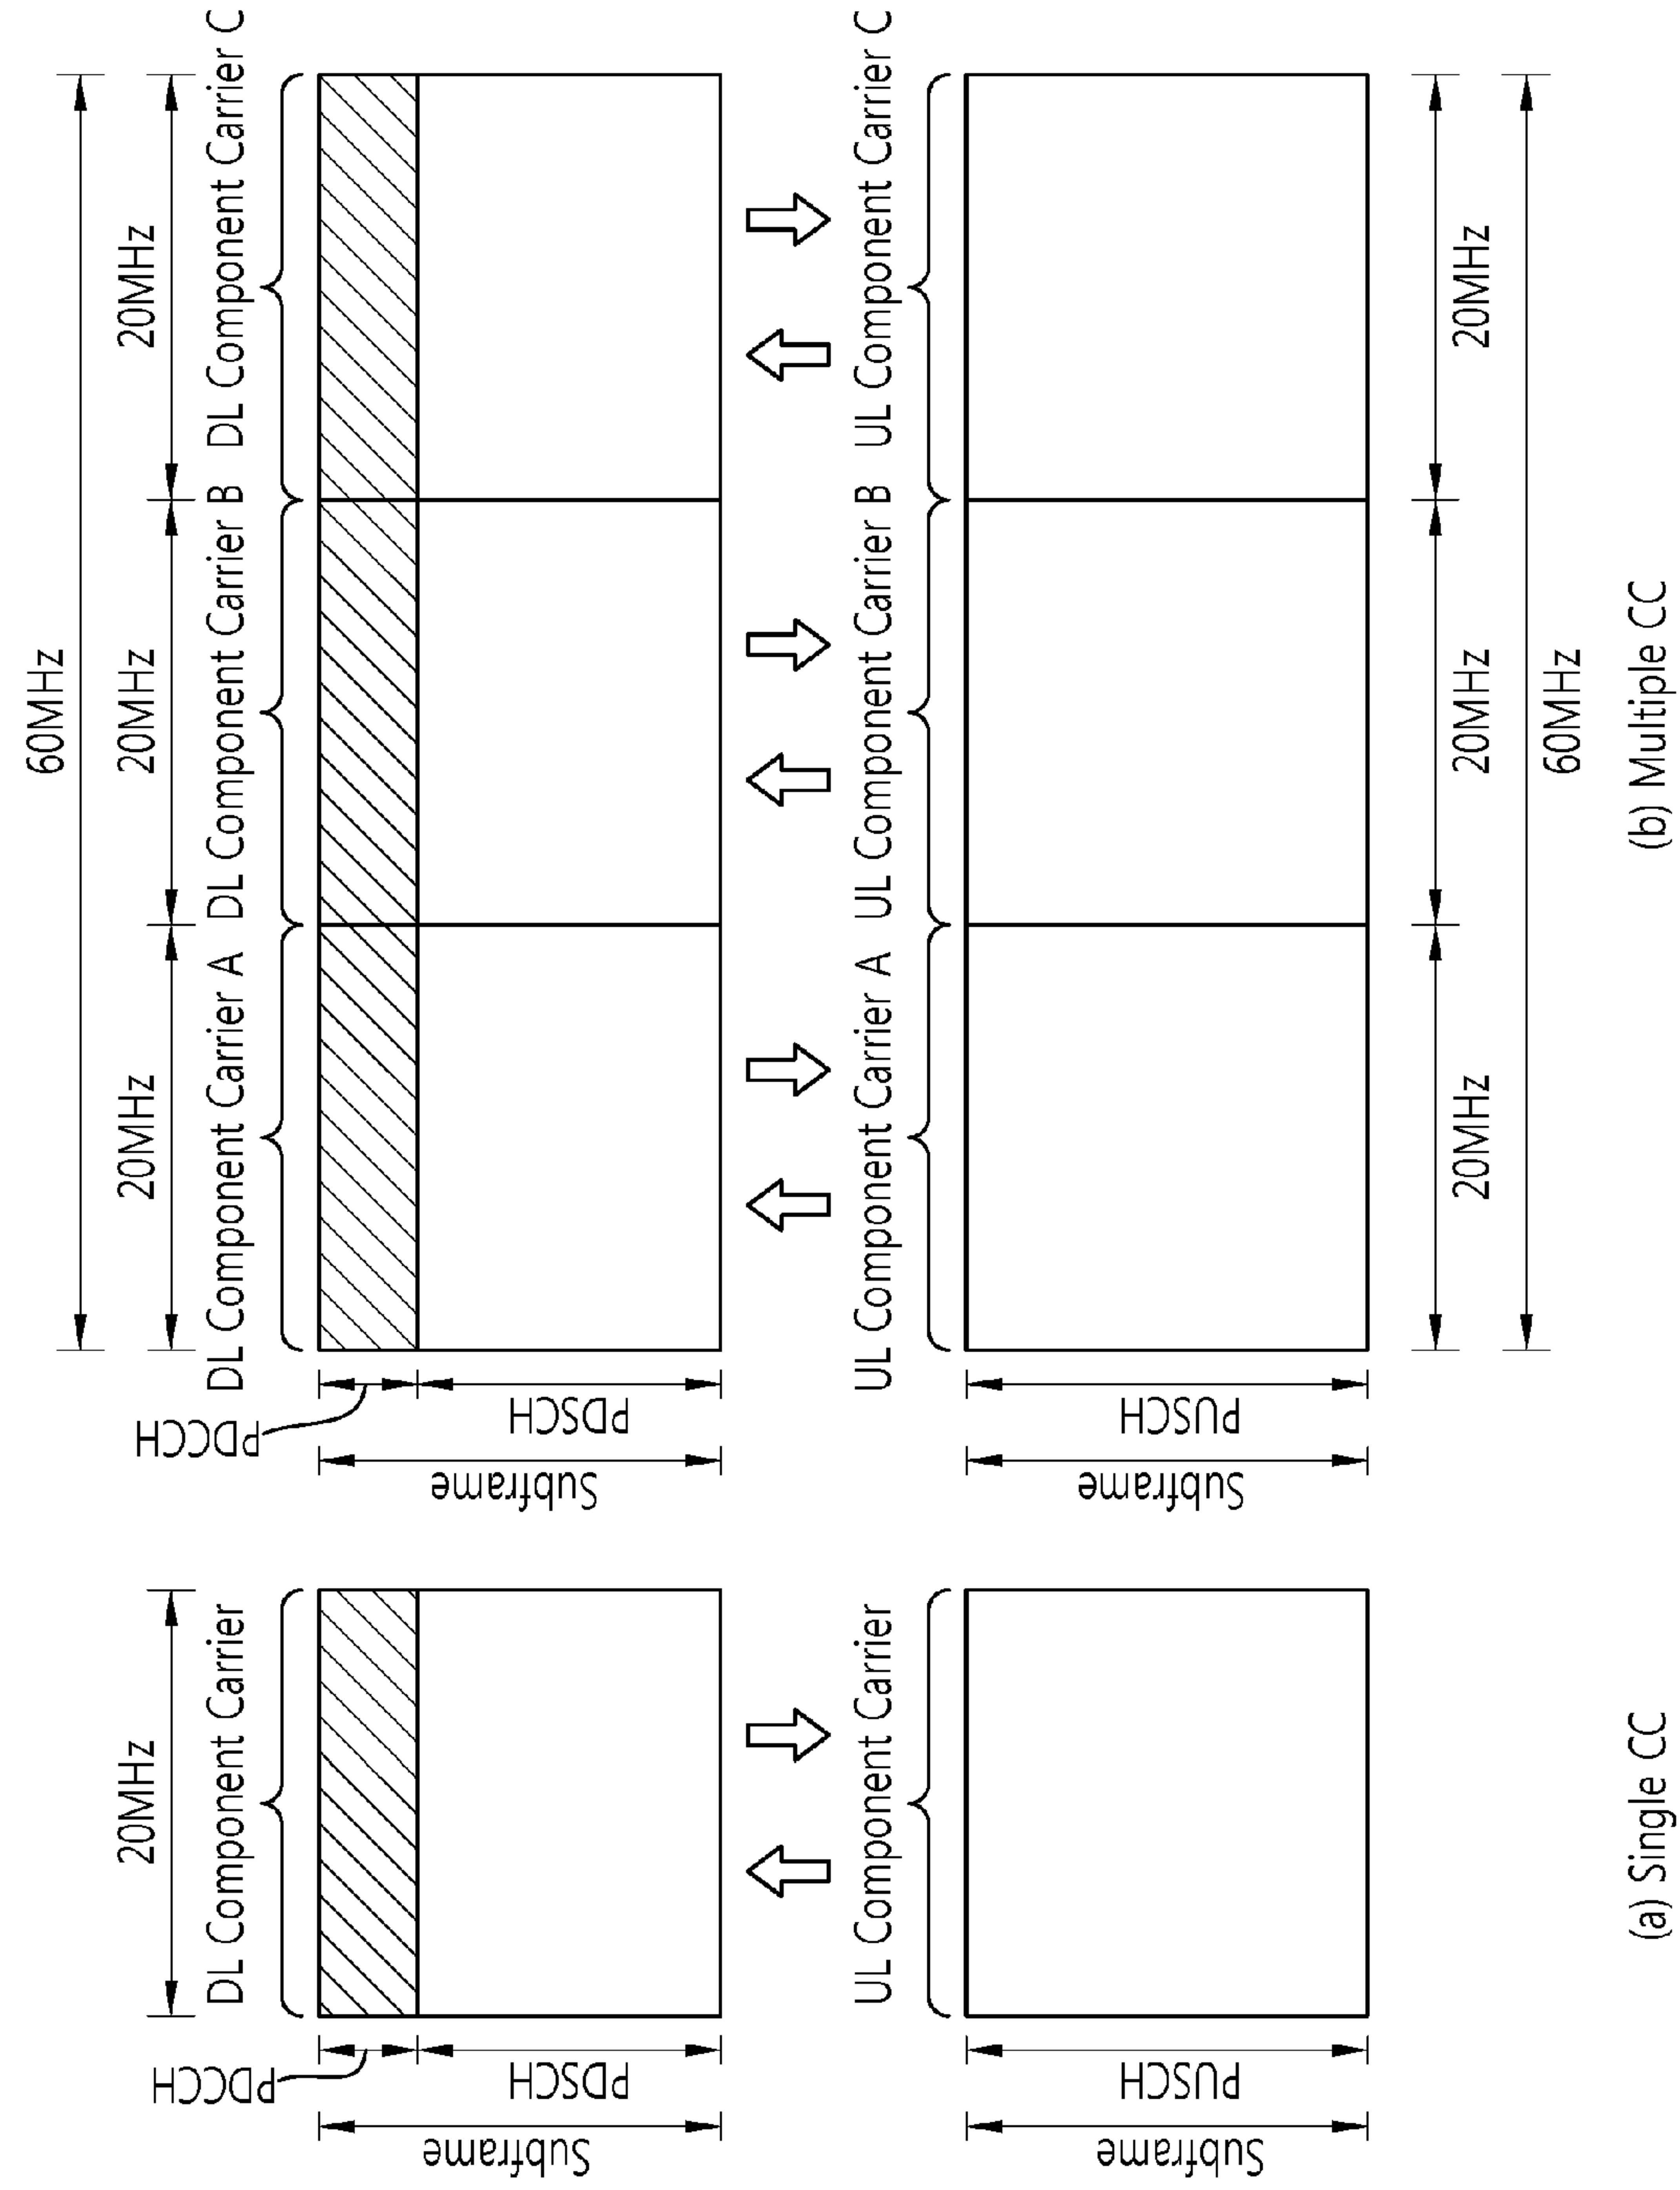 20MHz
DL Component Carrier
PDCCH
PDSCH
Subframe
UL Component Carrier
PUSCH
Subframe
(a) Single CC
60MHz
20MHz
20MHz
20MHz
DL Component Carrier A
DL Component Carrier B
DL Component Carrier C
PDCCH
PDSCH
Subframe
UL Component Carrier A
UL Component Carrier B
UL Component Carrier C
PUSCH
Subframe
20MHz
20MHz
20MHz
60MHz
(b) Multiple CC